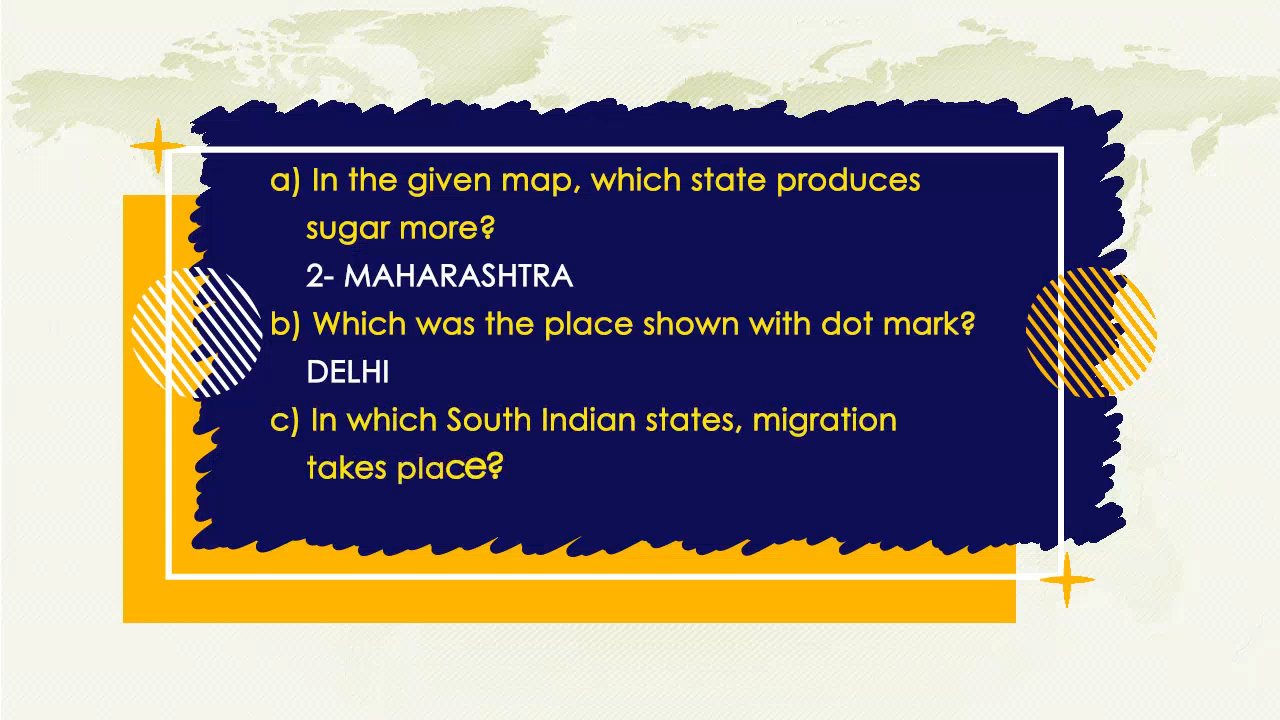 a) In the given map, which state produces
sugar more?
2- MAHARASHTRA
b) Which was the place shown with dot mark?
DELHI
c) In which South Indian states, migration
takes place?